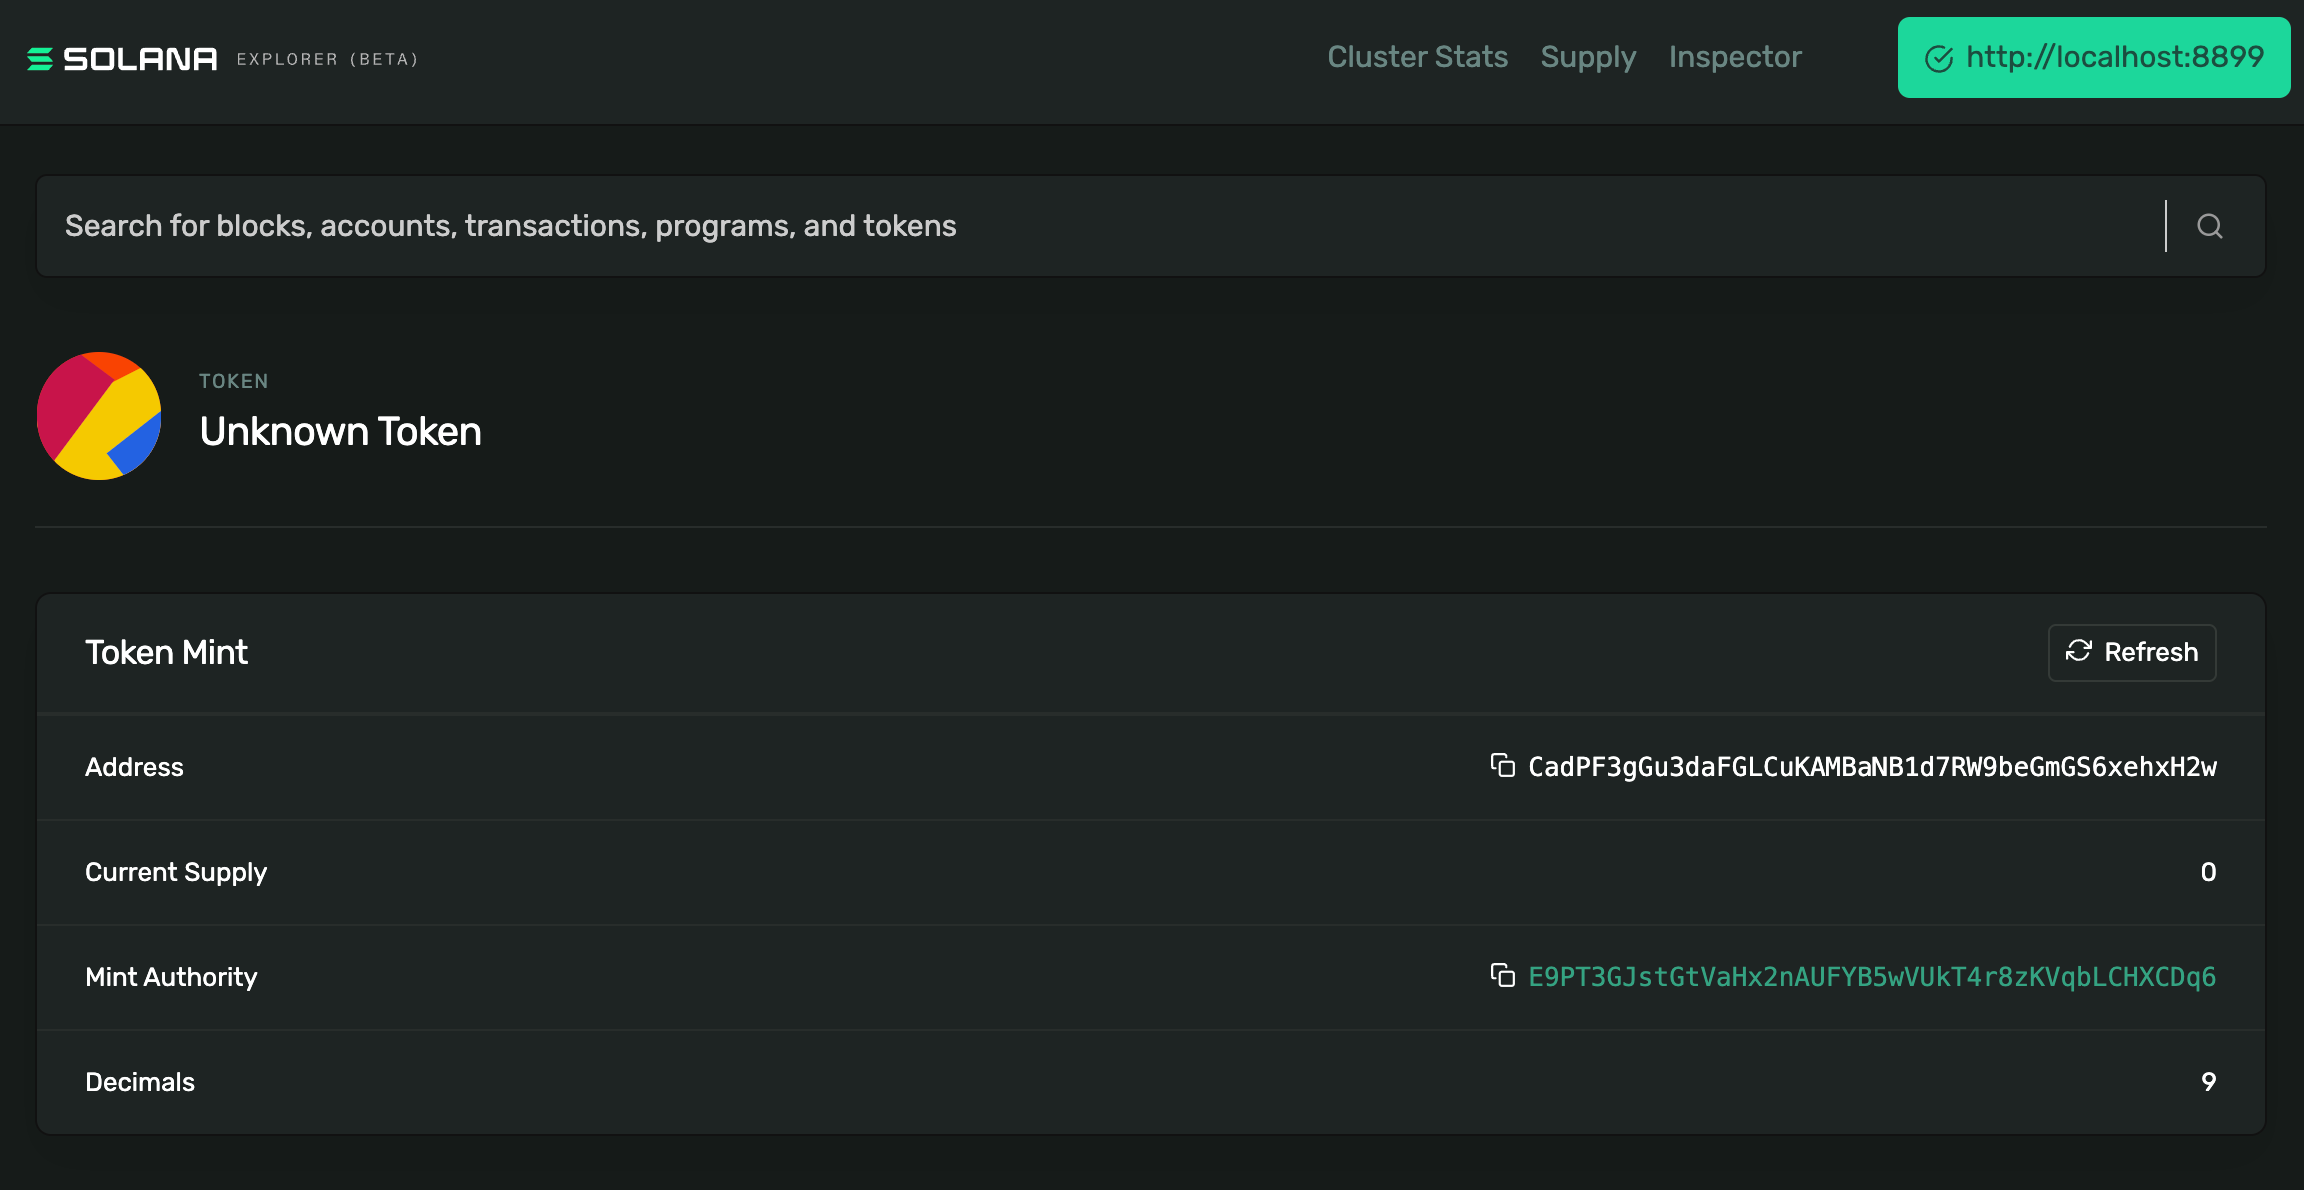 SOLANA EXPLORER (BETA)
Cluster Stats Supply Inspector http://localhost:8899
Search for blocks, accounts, transactions, programs, and tokens
TOKEN
Unknown Token
Token Mint Refresh
Address CadPF3gGu3daFGLCuKAMBaNB1d7RW9beGmGS6xehxH2w
Current Supply 0
Mint Authority E9PT3GJstGtVaHx2nAUFYB5wVUkT4r8zKVqbLCHXCDq6
Decimals 9